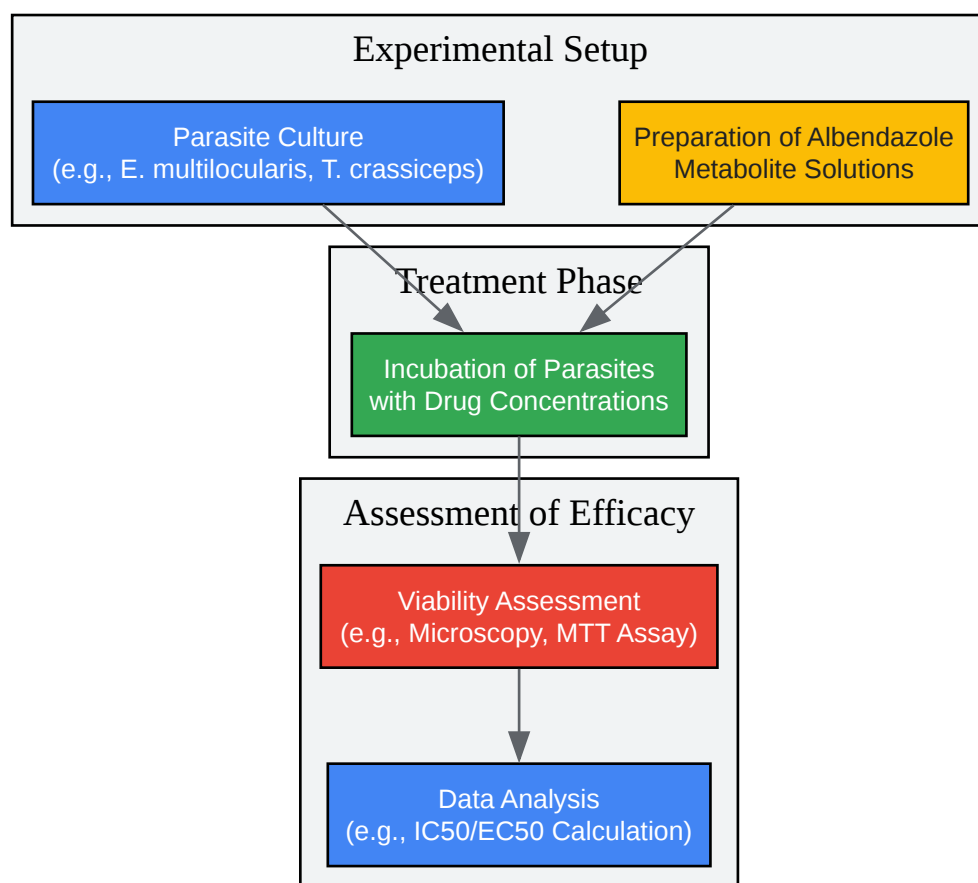 Experimental Setup
Parasite Culture
(e.g., E. multilocularis, T. crassiceps)
Preparation of Albendazole
Metabolite Solutions
Treatment Phase
Incubation of Parasites
with Drug Concentrations
Assessment of Efficacy
Viability Assessment
(e.g., Microscopy, MTT Assay)
Data Analysis
(e.g., IC50/EC50 Calculation)